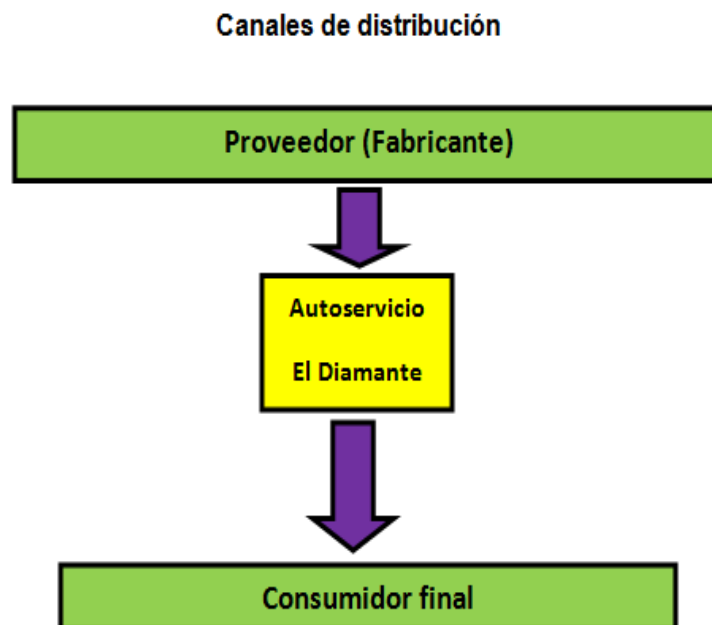 Canales de distribución
Proveedor (Fabricante)
Autoservicio
El Diamante
Consumidor final